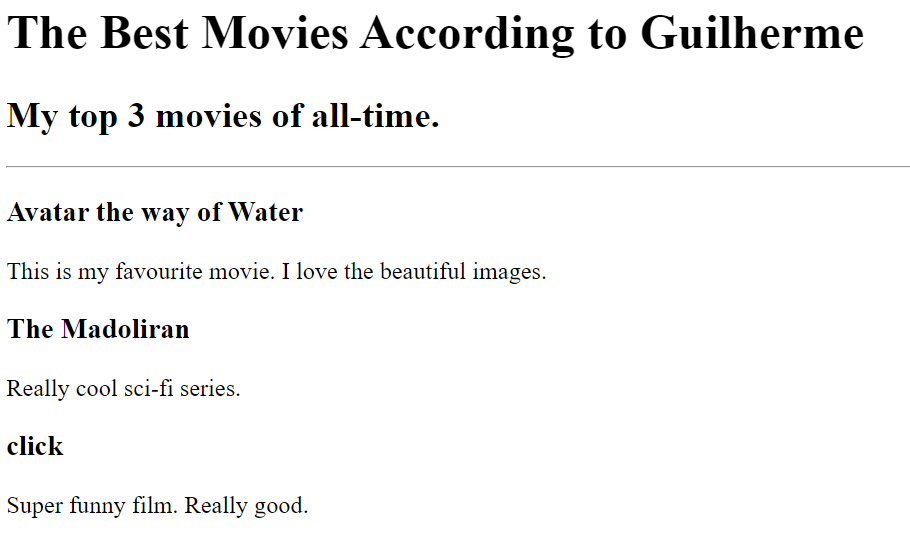 The Best Movies According to Guilherme
My top 3 movies of all-time.
Avatar the way of Water
This is my favourite movie. I love the beautiful images.
The Madoliran
Really cool sci-fi series.
click
Super funny film. Really good.